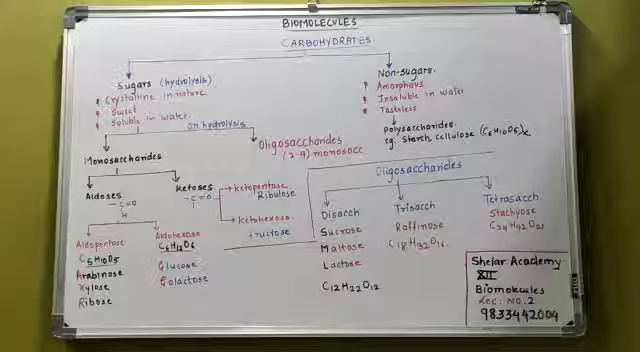 BIOMOLECULES
CARBOHYDRATES
Sugars (hydrolysis)
* Crystalline in nature
* Sweet
* Soluble in water
on hydrolysis
Monosaccharides
Oligosaccharides
(2-9) monosacc
Non-sugars.
* Amorphous
* Insoluble in water
* Tasteless
Polysaccharides.
eg. Starch, cellulose (C6H10O5)x
Aldoses
-C=O
H
Ketoses
-C=O
Ketopentose
Ribulose
Ketohexose
Fructose
Aldopentose
C5H10O5
Arabinose
Xylose
Ribose
Aldohexose
C6H12O6
Glucose
Galactose
Oligosaccharides
Disacch
Sucrose
Maltose
Lactose
C12H22O12
Trisacch
Raffinose
C18H32O16
Tetrasacch
Stachyose
C24H42O21
Shelar Academy
XII
Biomolecules
Lec: NO. 2
9833442004